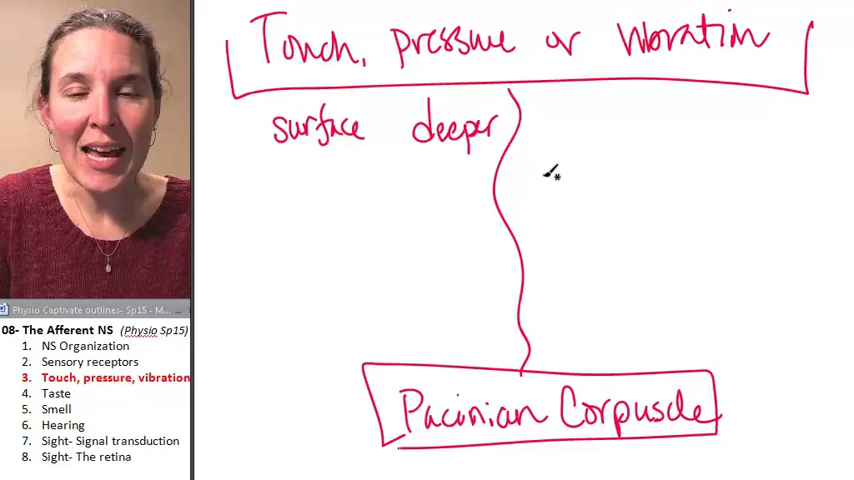 Touch, pressure or vibration
surface deeper
Pacinian Corpuscle
Physio Captivate outlines- Sp15 - M...
08- The Afferent NS (Physio Sp15)
1. NS Organization
2. Sensory receptors
3. Touch, pressure, vibration
4. Taste
5. Smell
6. Hearing
7. Sight- Signal transduction
8. Sight- The retina